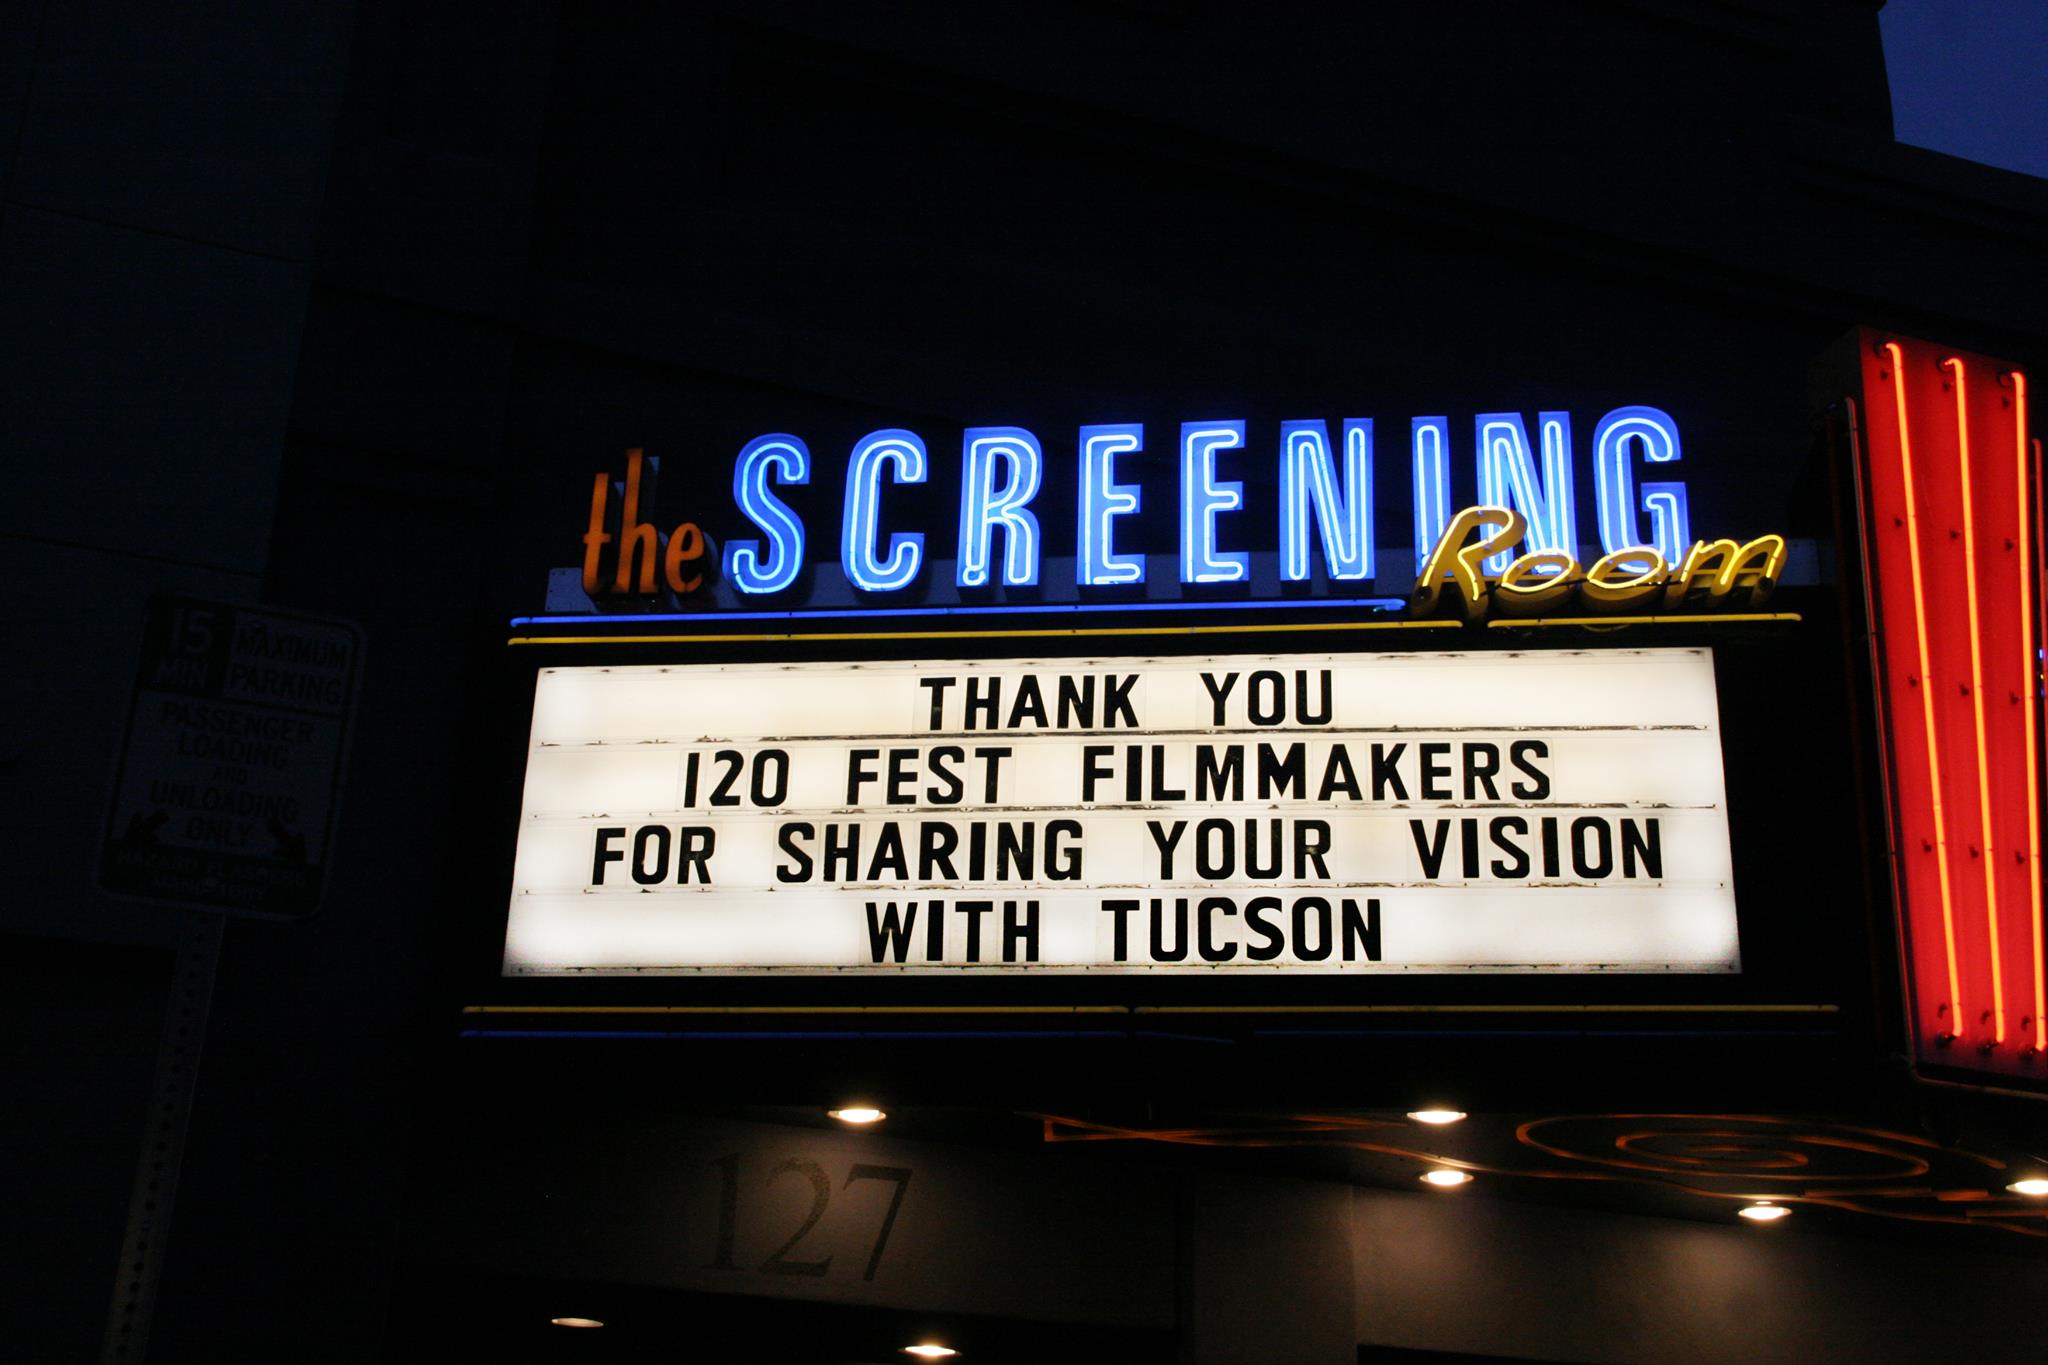 the SCREENING
Room
THANK YOU
120 FEST FILMMAKERS
FOR SHARING YOUR VISION
WITH TUCSON
15 MIN
MAXIMUM
PARKING
PASSENGER
LOADING
AND
UNLOADING
ONLY
127